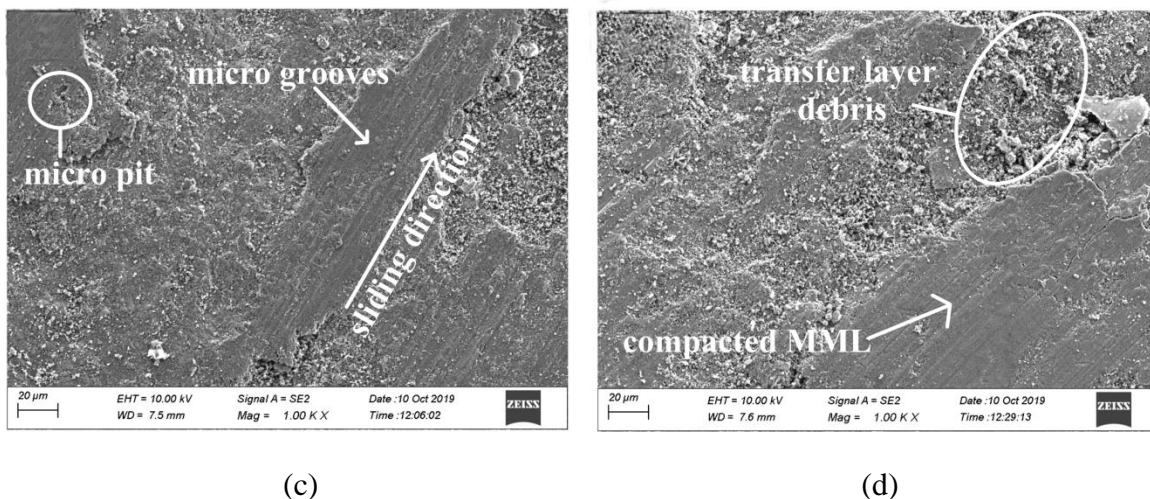 micro grooves
micro pit
sliding direction
20 µm
EHT = 10.00 kV
Signal A = SE2
Date :10 Oct 2019
WD = 7.5 mm
Mag = 1.00 K X
Time :12:06:02
ZEISS
(c)
transfer layer
debris
compacted MML
20 µm
EHT = 10.00 kV
Signal A = SE2
Date :10 Oct 2019
WD = 7.6 mm
Mag = 1.00 K X
Time :12:29:13
ZEISS
(d)